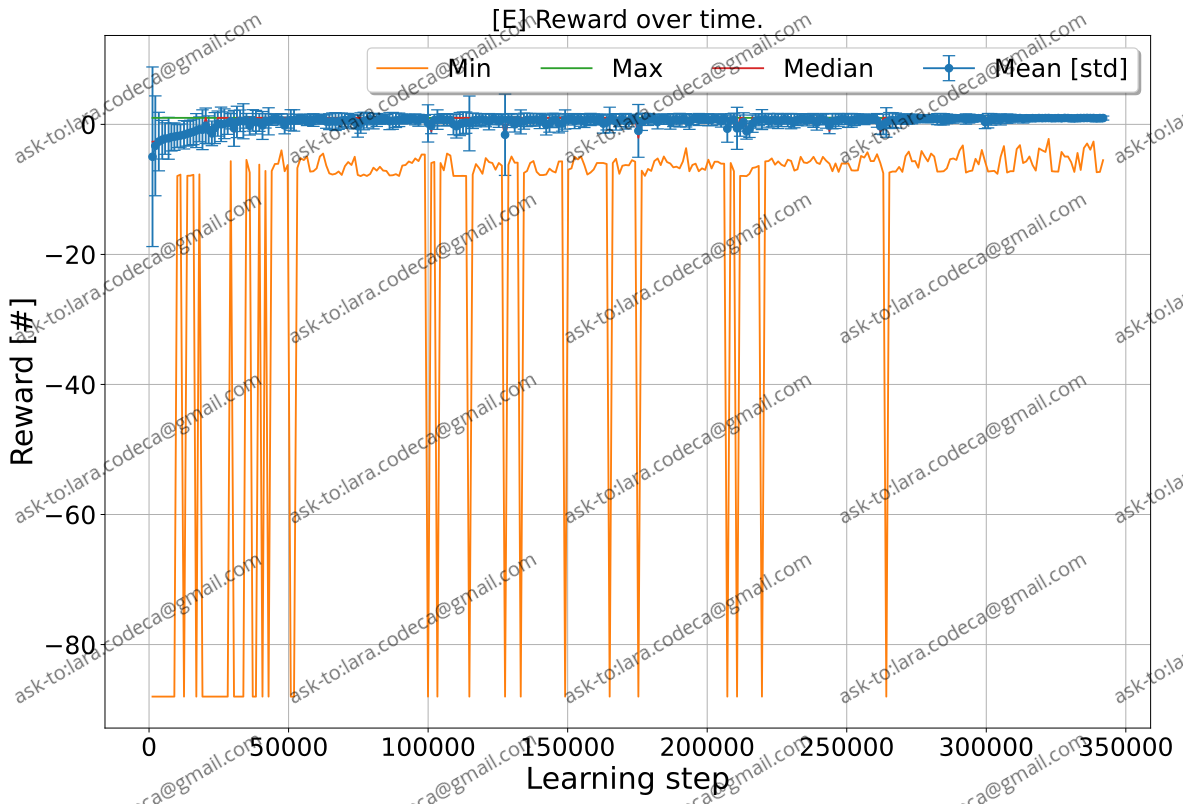 [E] Reward over time.
Min Max Median Mean [std]
0
−20
−40
−60
−80
Reward [#]
0 50000 100000 150000 200000 250000 300000 350000
Learning step
ask-to:lara.codeca@gmail.com